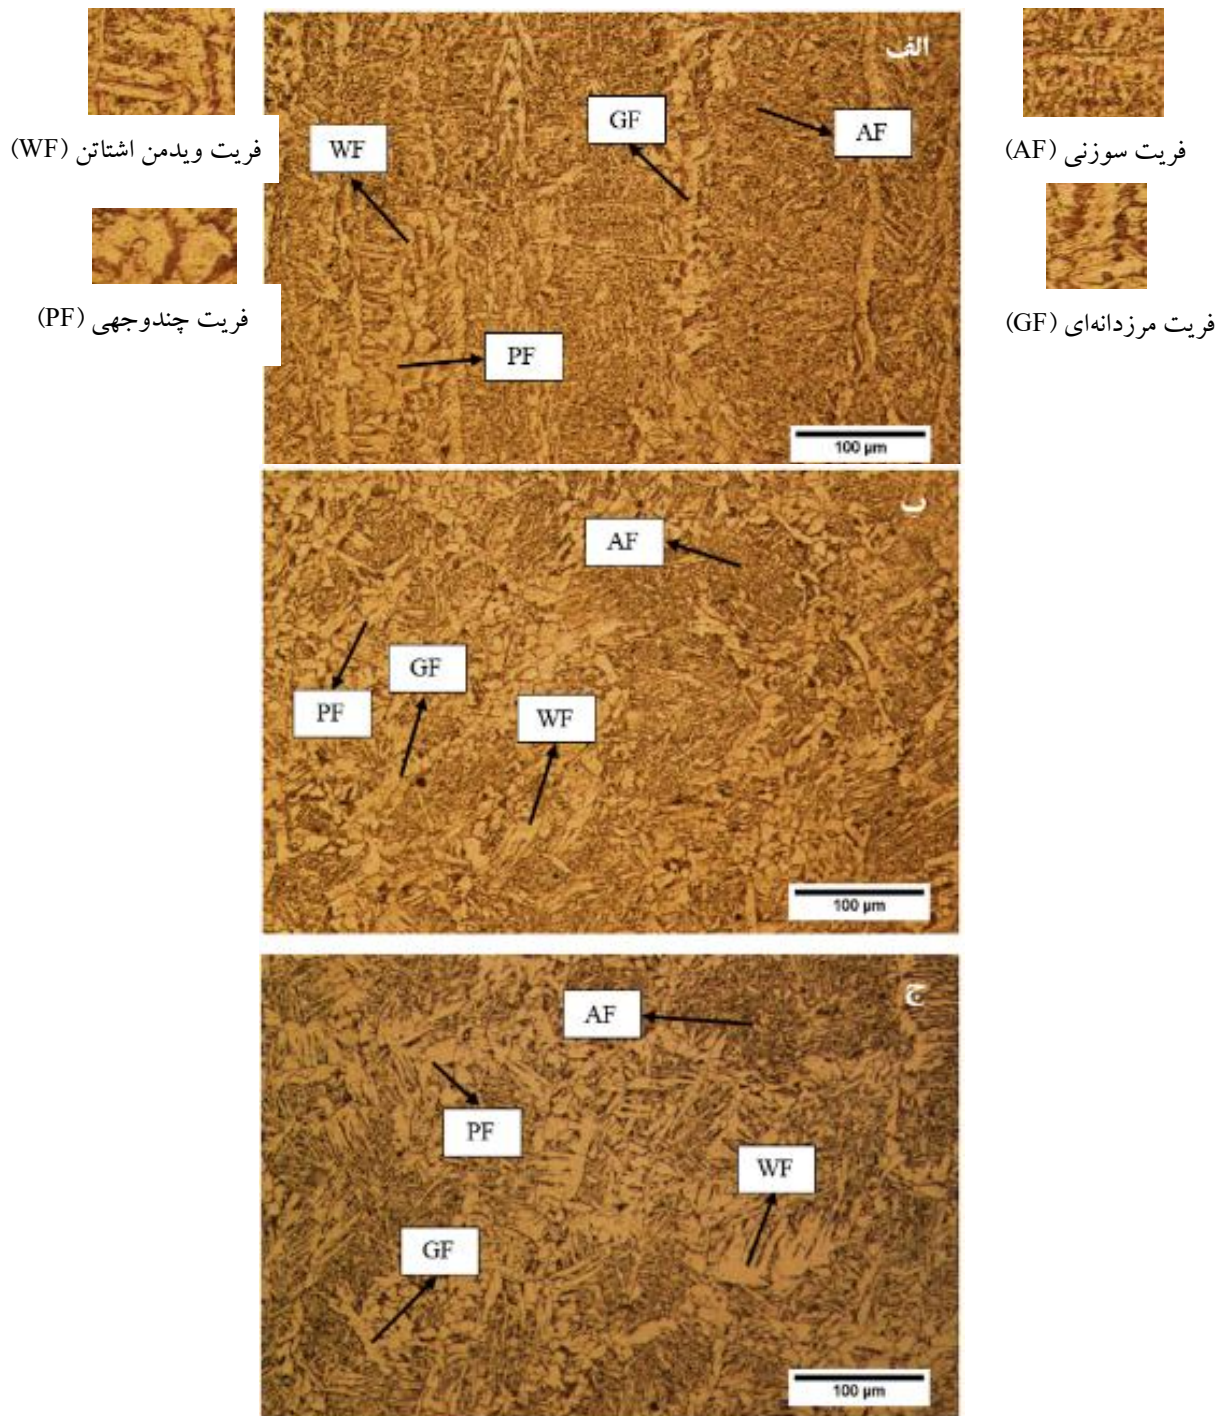 الف
فریت سوزنی (AF)
فریت ویدمن اشتاتن (WF)
GF
AF
WF
فریت مرزدانه‌ای (GF)
فریت چندوجهی (PF)
PF
100 µm
ب
AF
GF
PF
WF
100 µm
ج
AF
PF
WF
GF
100 µm